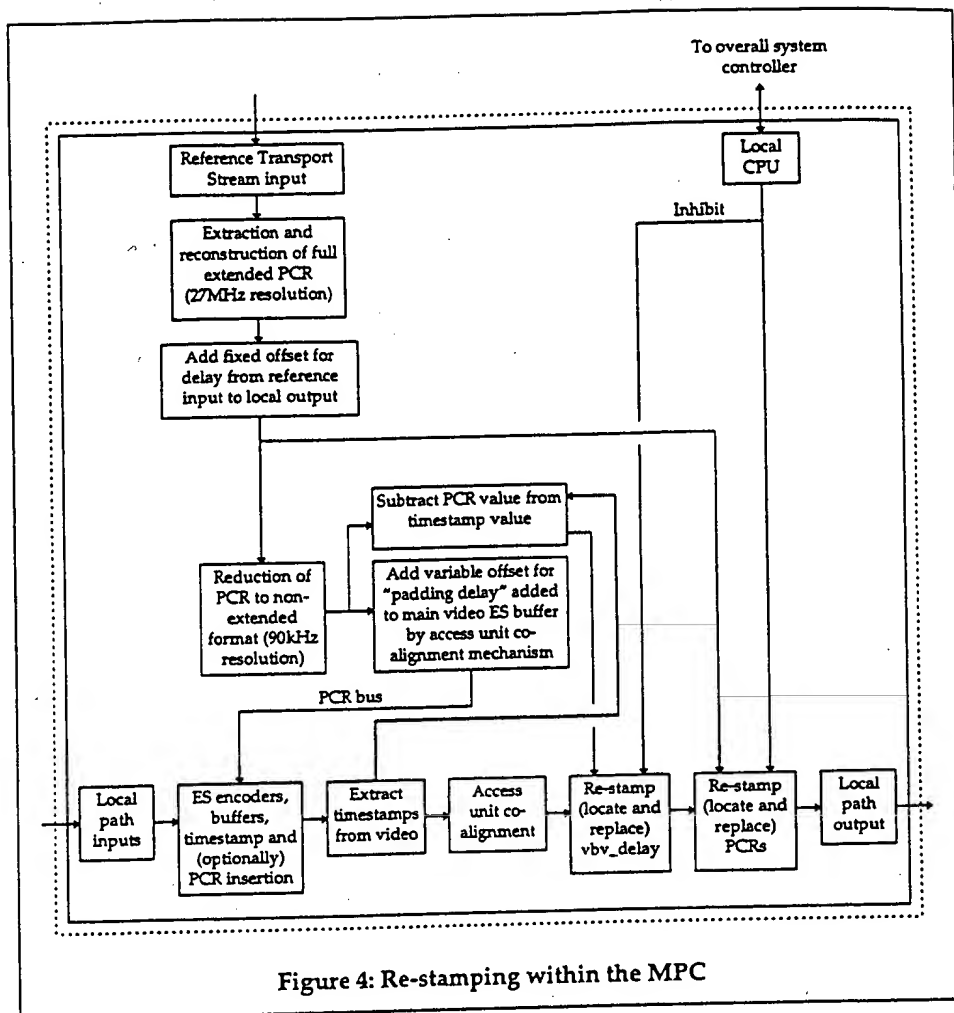 To overall system
controller
Reference Transport
Stream input
Local
CPU
Inhibit
Extraction and
reconstruction of full
extended PCR
(27MHz resolution)
Add fixed offset for
delay from reference
input to local output
Subtract PCR value from
timestamp value
Reduction of
PCR to non-
extended
format (90kHz
resolution)
Add variable offset for
"padding delay" added
to main video ES buffer
by access unit co-
alignment mechanism
PCR bus
Local
path
inputs
ES encoders,
buffers,
timestamp and
(optionally)
PCR insertion
Extract
timestamps
from video
Access
unit co-
alignment
Re-stamp
(locate and
replace)
vbv_delay
Re-stamp
(locate and
replace)
PCRs
Local
path
output
Figure 4: Re-stamping within the MPC